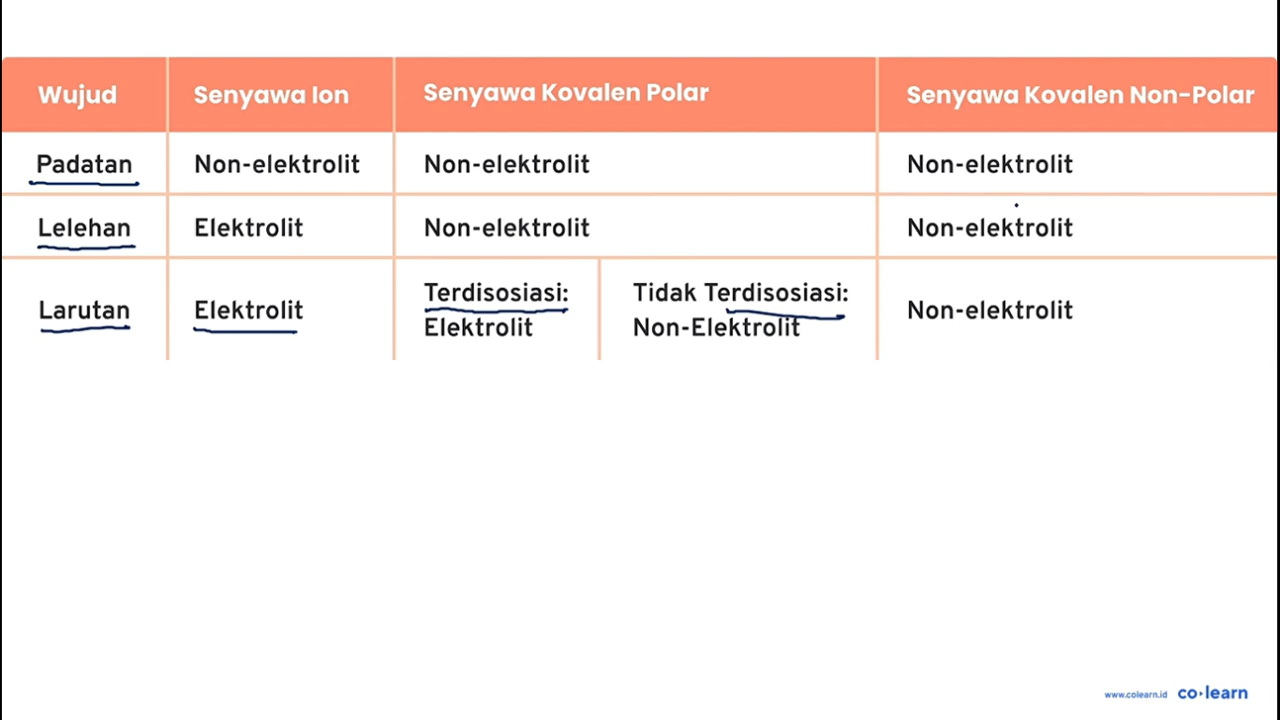 Wujud Senyawa Ion Senyawa Kovalen Polar Senyawa Kovalen Non-Polar
Padatan Non-elektrolit Non-elektrolit Non-elektrolit
Lelehan Elektrolit Non-elektrolit Non-elektrolit
Larutan Elektrolit Terdisosiasi: Elektrolit Tidak Terdisosiasi: Non-Elektrolit Non-elektrolit
www.colearn.id co·learn